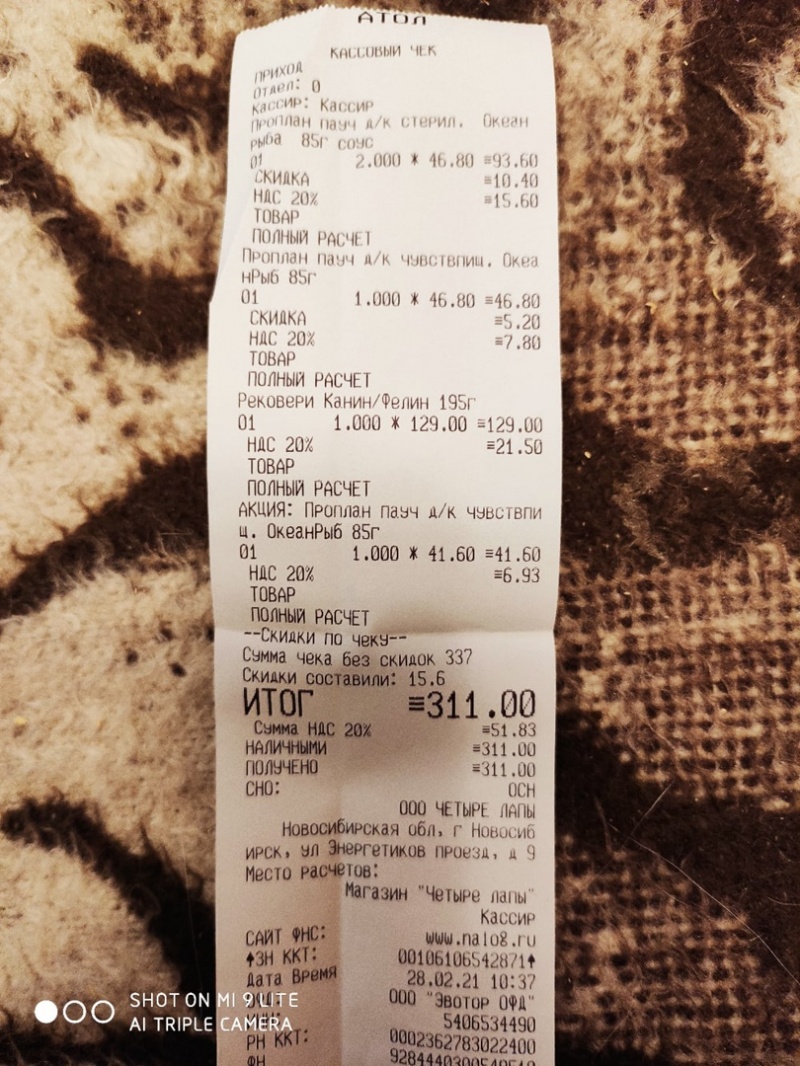 АТОЛ
КАССОВЫЙ ЧЕК
ПРИХОД
Отдел: 0
Кассир: Кассир
Проплан пауч д/к стерил. Океан
рыба 85г соус
01 2.000 * 46.80 ≡93.60
СКИДКА ≡10.40
НДС 20% ≡15.60
ТОВАР
ПОЛНЫЙ РАСЧЕТ
Проплан пауч д/к чувствпищ. Океа
нРыб 85г
01 1.000 * 46.80 ≡46.80
СКИДКА ≡5.20
НДС 20% ≡7.80
ТОВАР
ПОЛНЫЙ РАСЧЕТ
Рековери Канин/Фелин 195г
01 1.000 * 129.00 ≡129.00
НДС 20% ≡21.50
ТОВАР
ПОЛНЫЙ РАСЧЕТ
АКЦИЯ: Проплан пауч д/к чувствпи
щ. ОкеанРыб 85г
01 1.000 * 41.60 ≡41.60
НДС 20% ≡6.93
ТОВАР
ПОЛНЫЙ РАСЧЕТ
--Скидки по чеку--
Сумма чека без скидок 337
Скидки составили: 15.6
ИТОГ ≡311.00
Сумма НДС 20% ≡51.83
НАЛИЧНЫМИ ≡311.00
ПОЛУЧЕНО ≡311.00
СНО: ОСН
ООО ЧЕТЫРЕ ЛАПЫ
Новосибирская обл, г Новосиб
ирск, ул Энергетиков проезд, д 9
Место расчетов:
Магазин "Четыре лапы"
Кассир
САЙТ ФНС: www.nalog.ru
↑ЗН ККТ: 00106106542871↑
Дата Время 28.02.21 10:37
ООО "Эвотор ОФД"
5406534490
РН ККТ: 0002362783022400
ФН
SHOT ON MI 9 LITE
AI TRIPLE CAMERA